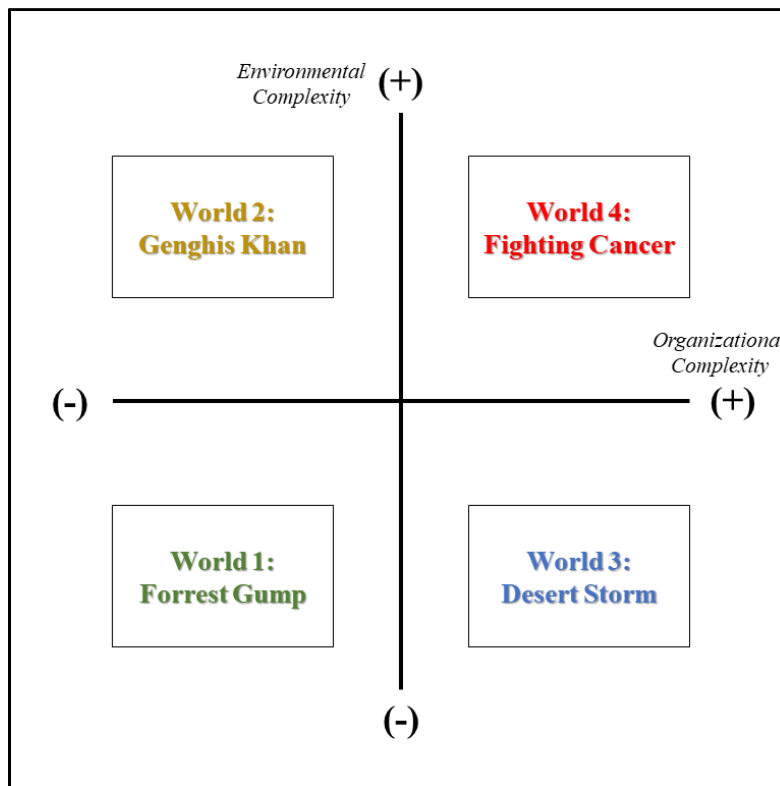 Environmental
Complexity
(+)
World 2:
Genghis Khan
World 4:
Fighting Cancer
Organizational
Complexity
(-)
(+)
World 1:
Forrest Gump
World 3:
Desert Storm
(-)